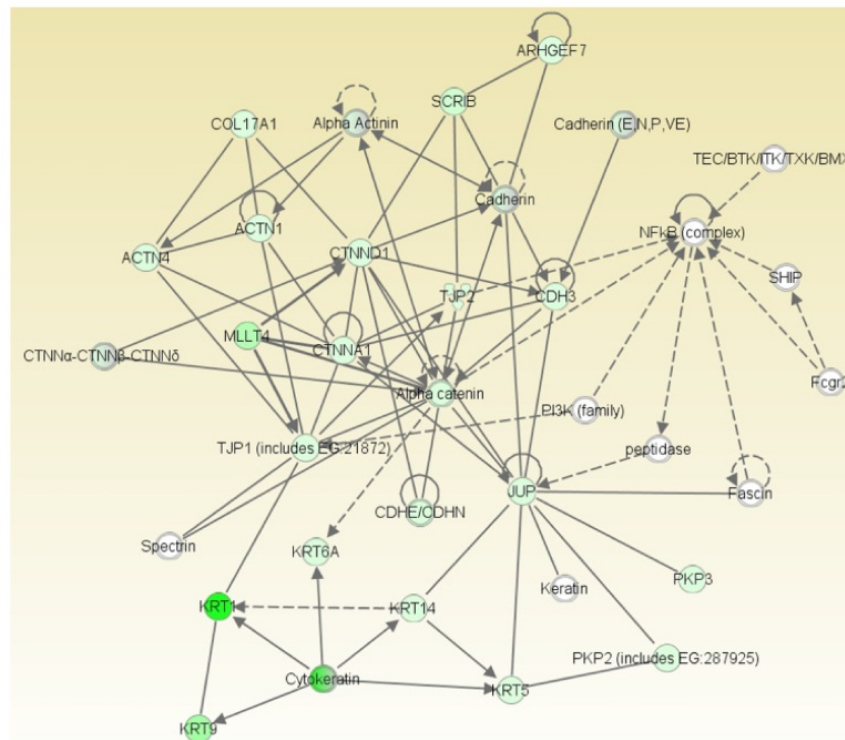 ARHGEF7
SCRIB
COL17A1
Alpha Actinin
Cadherin (E,N,P,VE)
TEC/BTK/ITK/TXK/BMX
Cadherin
ACTN1
NFkB (complex)
CTNND1
ACTN4
SHIP
TJP2
CDH3
MLLT4
CTNNA1
CTNNα-CTNNβ-CTNNδ
Fcgr2
Alpha catenin
PI3K (family)
TJP1 (includes EG:21872)
peptidase
JUP
Fascin
CDHE/CDHN
Spectrin
KRT6A
PKP3
Keratin
KRT1
KRT14
PKP2 (includes EG:287925)
Cytokeratin
KRT5
KRT9